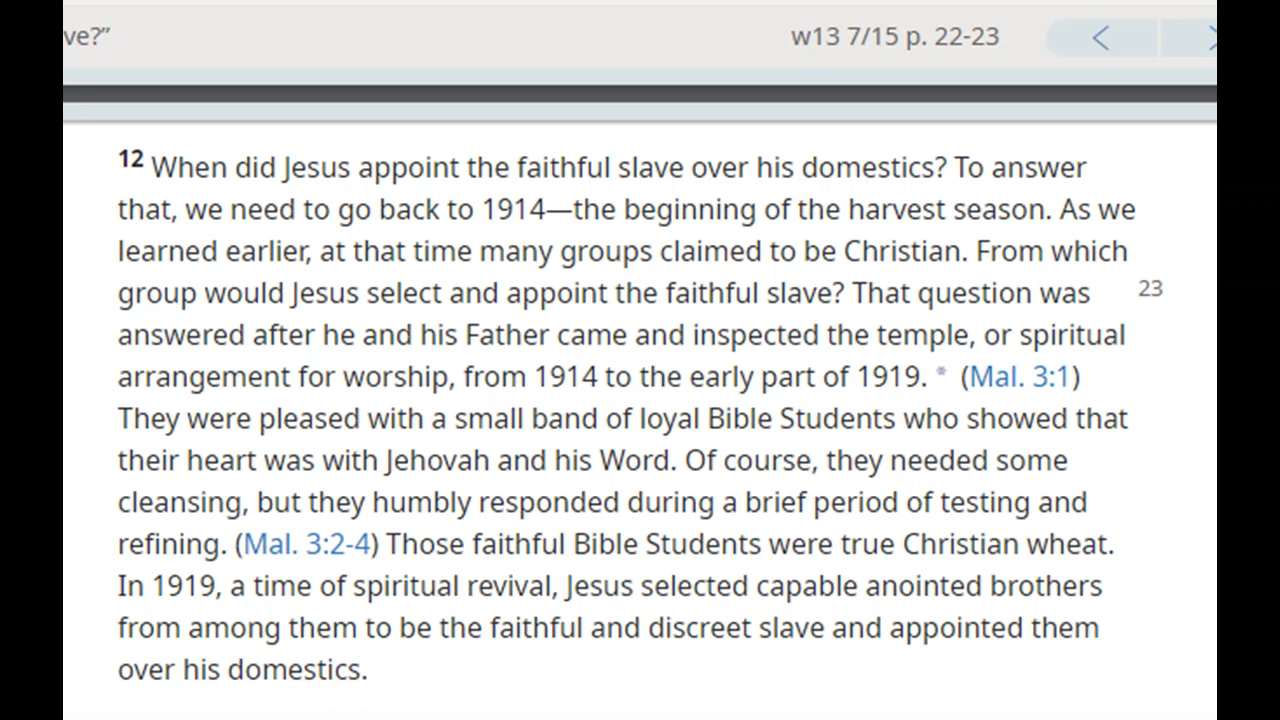 ve?”
w13 7/15 p. 22-23
12 When did Jesus appoint the faithful slave over his domestics? To answer
that, we need to go back to 1914—the beginning of the harvest season. As we
learned earlier, at that time many groups claimed to be Christian. From which
group would Jesus select and appoint the faithful slave? That question was
23
answered after he and his Father came and inspected the temple, or spiritual
arrangement for worship, from 1914 to the early part of 1919. * (Mal. 3:1)
They were pleased with a small band of loyal Bible Students who showed that
their heart was with Jehovah and his Word. Of course, they needed some
cleansing, but they humbly responded during a brief period of testing and
refining. (Mal. 3:2-4) Those faithful Bible Students were true Christian wheat.
In 1919, a time of spiritual revival, Jesus selected capable anointed brothers
from among them to be the faithful and discreet slave and appointed them
over his domestics.